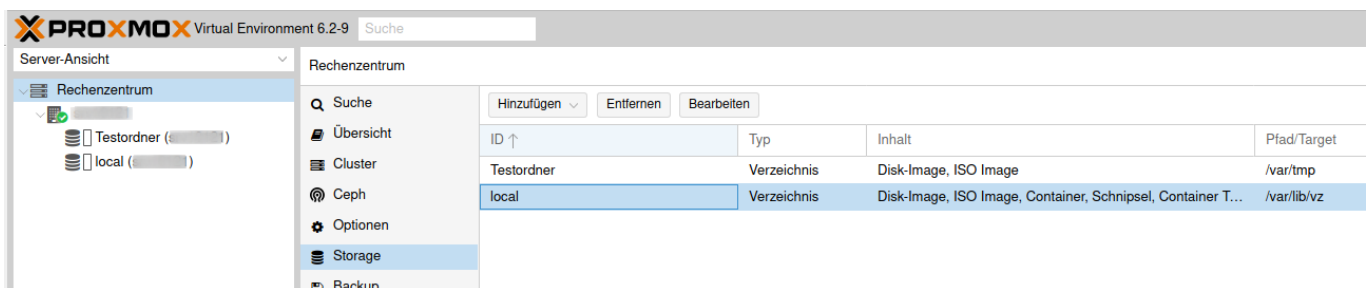 PROXMOX Virtual Environment 6.2-9 Suche
Server-Ansicht
Rechenzentrum
Testordner (
)
local (
)
Rechenzentrum
Suche
Übersicht
Cluster
Ceph
Optionen
Storage
Backup
Hinzufügen Entfernen Bearbeiten
ID Typ Inhalt Pfad/Target
Testordner Verzeichnis Disk-Image, ISO Image /var/tmp
local Verzeichnis Disk-Image, ISO Image, Container, Schnipsel, Container T... /var/lib/vz